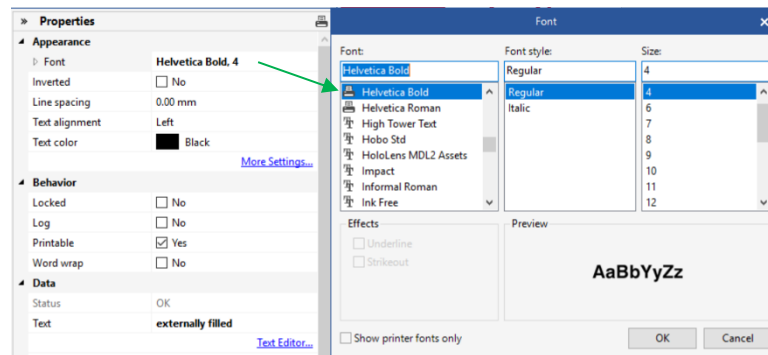 Properties
Appearance
Font Helvetica Bold, 4
Inverted No
Line spacing 0.00 mm
Text alignment Left
Text color Black
More Settings...
Behavior
Locked No
Log No
Printable Yes
Word wrap No
Data
Status OK
Text externally filled
Text Editor...
Font
Font: Font style: Size:
Helvetica Bold Regular 4
Helvetica Bold Regular 4
Helvetica Roman Italic 6
High Tower Text 7
Hobo Std 8
HoloLens MDL2 Assets 9
Impact 10
Informal Roman 11
Ink Free 12
Effects Preview
Underline
Strikeout
AaBbYyZz
Show printer fonts only OK Cancel